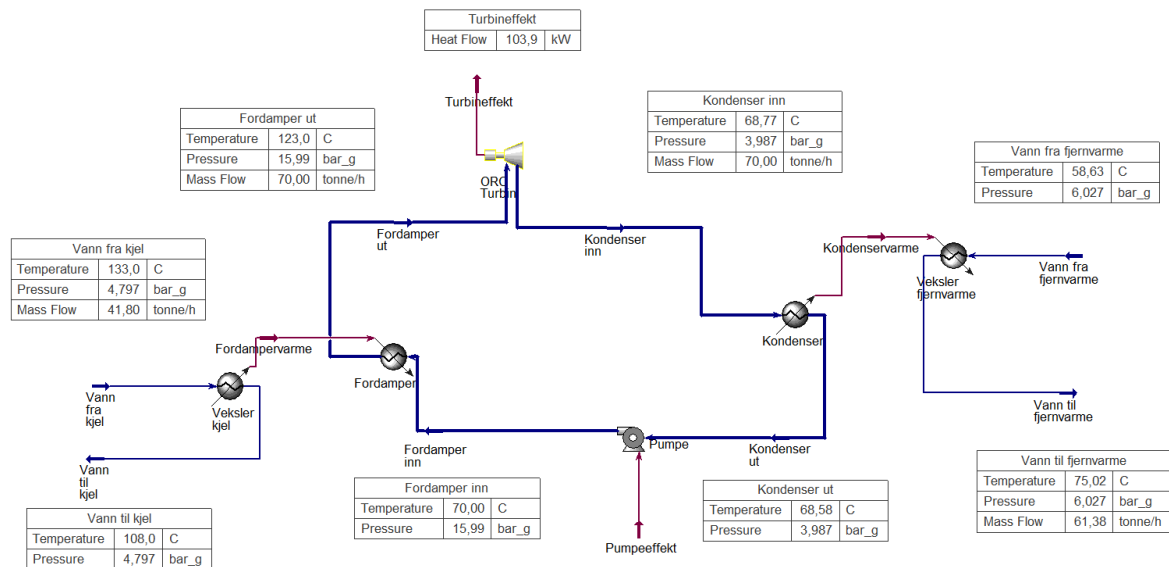 Turbineffekt
Heat Flow 103,9 kW
Turbineffekt
Fordamper ut
Temperature 123,0 C
Pressure 15,99 bar_g
Mass Flow 70,00 tonne/h
Kondenser inn
Temperature 68,77 C
Pressure 3,987 bar_g
Mass Flow 70,00 tonne/h
Vann fra fjernvarme
Temperature 58,63 C
Pressure 6,027 bar_g
ORC
Turbin
Fordamper
ut
Kondenser
inn
Kondenservarme
Veksler
fjernvarme
Vann fra
fjernvarme
Vann fra kjel
Temperature 133,0 C
Pressure 4,797 bar_g
Mass Flow 41,80 tonne/h
Fordampervarme
Fordamper
Kondenser
Vann
fra
kjel
Veksler
kjel
Vann til
fjernvarme
Vann
til
kjel
Fordamper
inn
Pumpe
Kondenser
ut
Vann til kjel
Temperature 108,0 C
Pressure 4,797 bar_g
Fordamper inn
Temperature 70,00 C
Pressure 15,99 bar_g
Pumpeeffekt
Kondenser ut
Temperature 68,58 C
Pressure 3,987 bar_g
Vann til fjernvarme
Temperature 75,02 C
Pressure 6,027 bar_g
Mass Flow 61,38 tonne/h